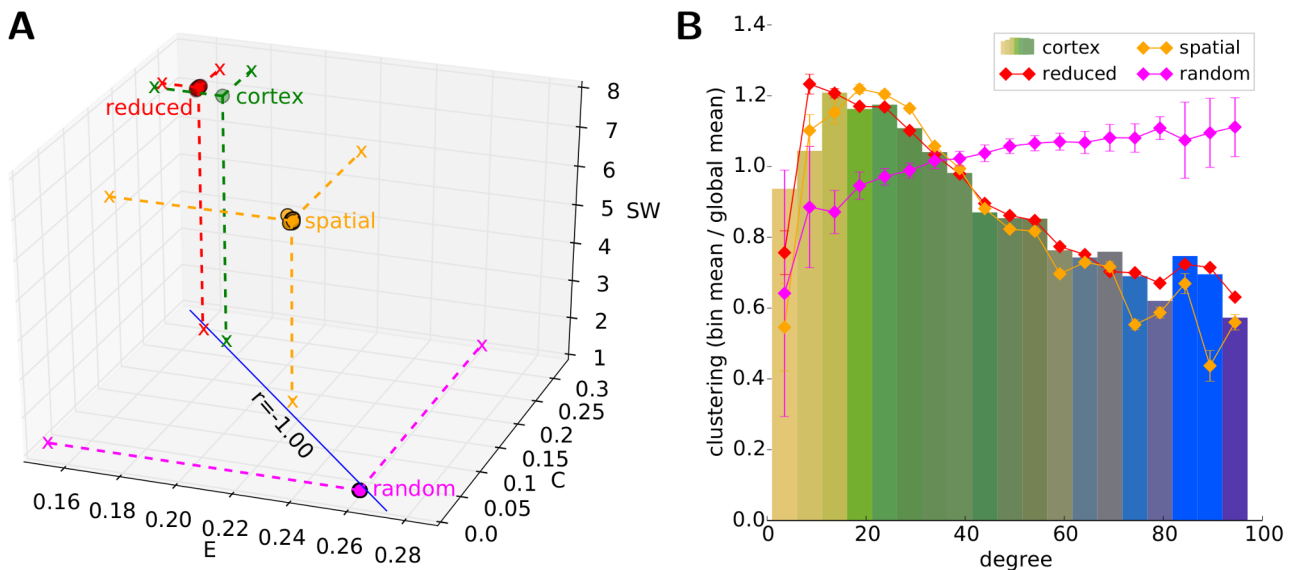 A
reduced
cortex
spatial
random
r=-1.00
8
7
6
5
4
3
2
1
SW
0.3
0.25
0.2
0.15
0.1
0.05
0.0
C
0.16
0.18
0.20
0.22
0.24
0.26
0.28
E
B
1.4
1.2
1.0
0.8
0.6
0.4
0.2
0.0
clustering (bin mean / global mean)
cortex
spatial
reduced
random
0 20 40 60 80 100
degree